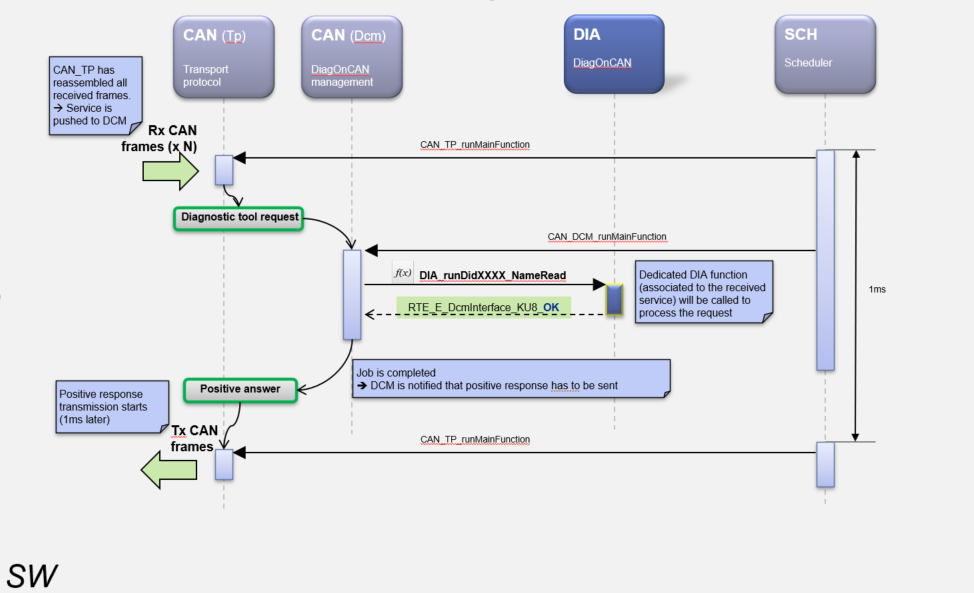 CAN (Tp)
Transport
protocol
CAN (Dcm)
DiagOnCAN
management
DIA
DiagOnCAN
SCH
Scheduler
CAN_TP has
reassembled all
received frames.
→ Service is
pushed to DCM
Rx CAN
frames (x N)
CAN_TP_runMainFunction
Diagnostic tool request
CAN_DCM_runMainFunction
f(x) DIA_runDidXXXX_NameRead
RTE_E_DcmInterface_KU8_OK
Dedicated DIA function
(associated to the received
service) will be called to
process the request
1ms
Job is completed
→ DCM is notified that positive response has to be sent
Positive answer
Positive response
transmission starts
(1ms later)
Tx CAN
frames
CAN_TP_runMainFunction
SW